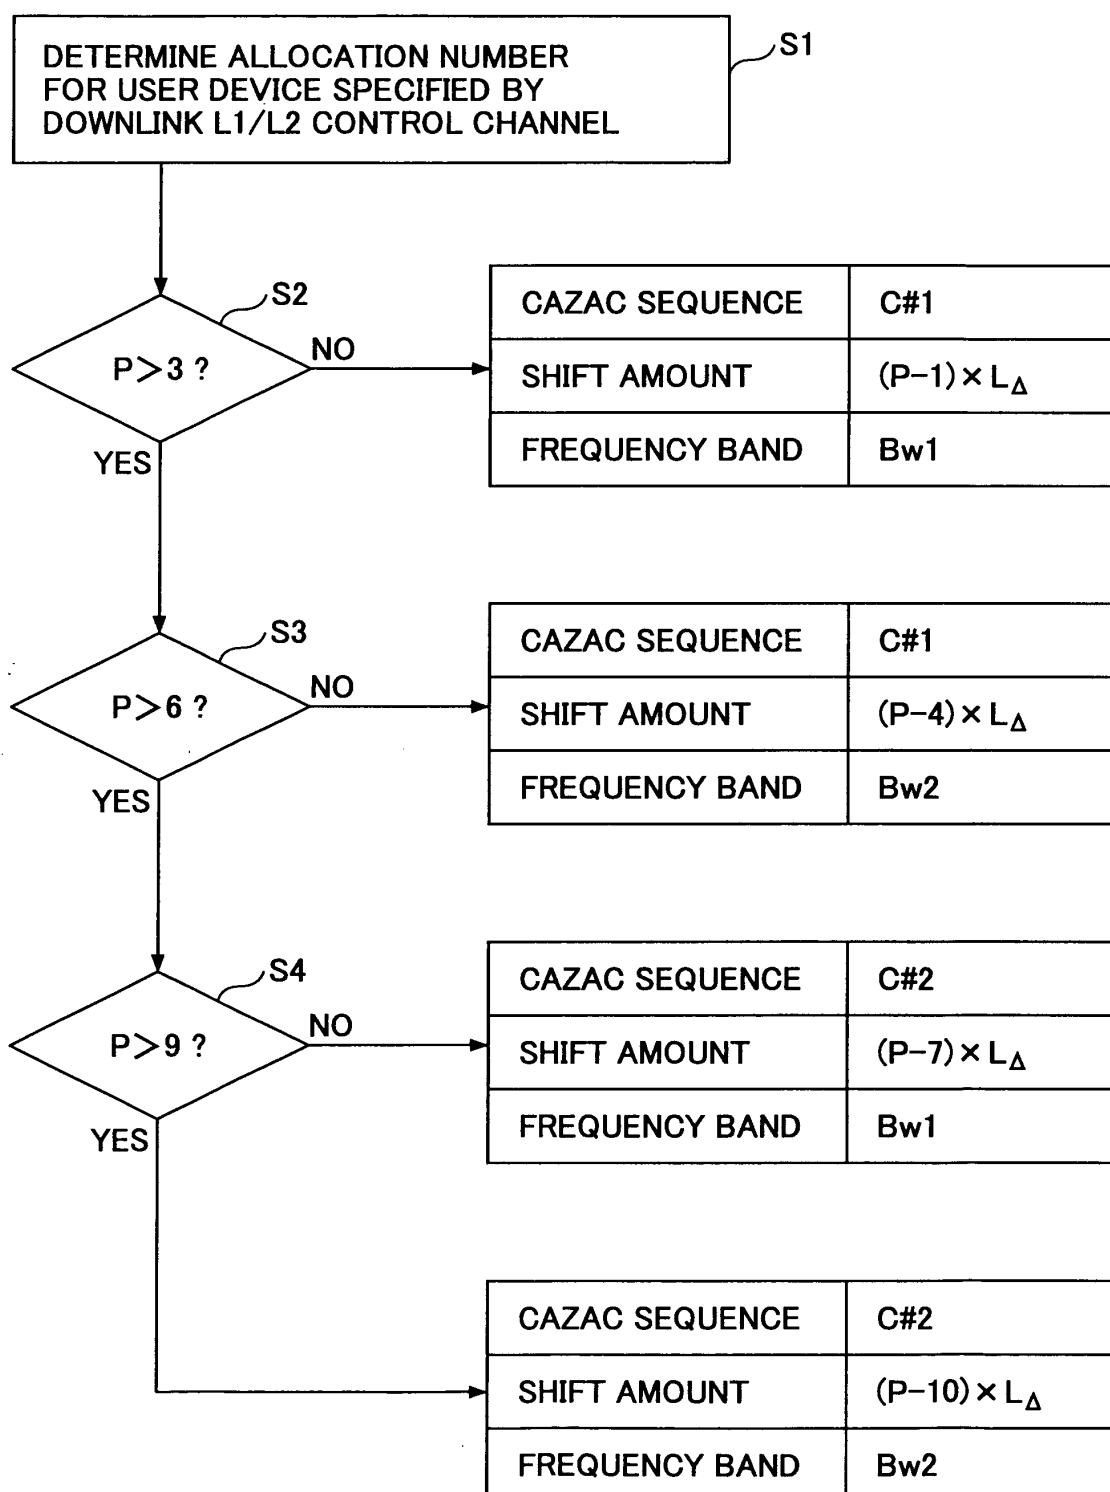 DETERMINE ALLOCATION NUMBER
FOR USER DEVICE SPECIFIED BY
DOWNLINK L1/L2 CONTROL CHANNEL
S1
S2
P>3 ?
NO
YES
CAZAC SEQUENCE C#1
SHIFT AMOUNT (P-1)×LΔ
FREQUENCY BAND Bw1
S3
P>6 ?
NO
YES
CAZAC SEQUENCE C#1
SHIFT AMOUNT (P-4)×LΔ
FREQUENCY BAND Bw2
S4
P>9 ?
NO
YES
CAZAC SEQUENCE C#2
SHIFT AMOUNT (P-7)×LΔ
FREQUENCY BAND Bw1
CAZAC SEQUENCE C#2
SHIFT AMOUNT (P-10)×LΔ
FREQUENCY BAND Bw2